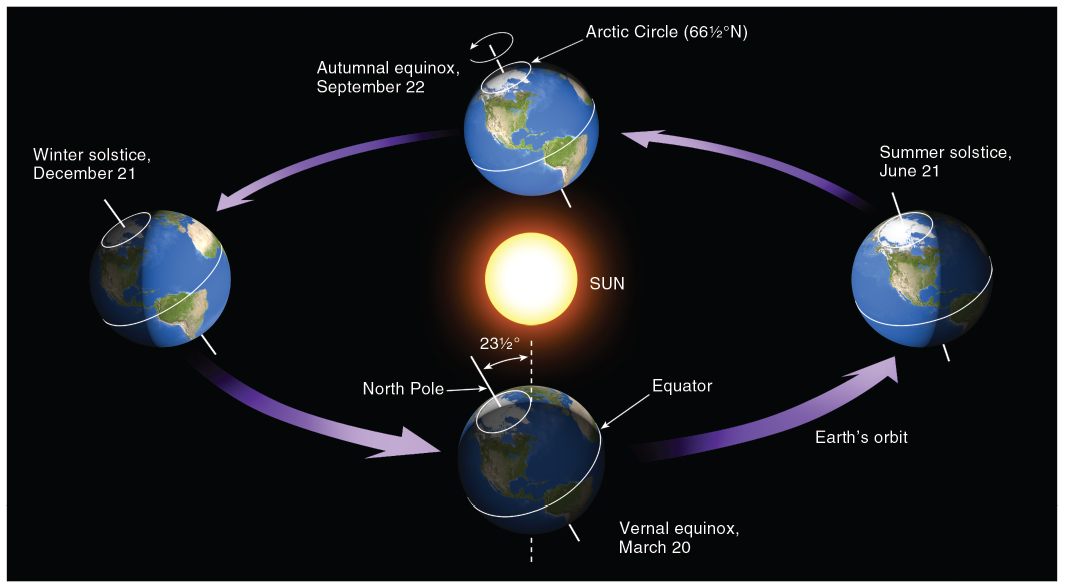 Arctic Circle (66½°N)
Autumnal equinox,
September 22
Winter solstice,
December 21
Summer solstice,
June 21
SUN
23½°
North Pole
Equator
Earth's orbit
Vernal equinox,
March 20